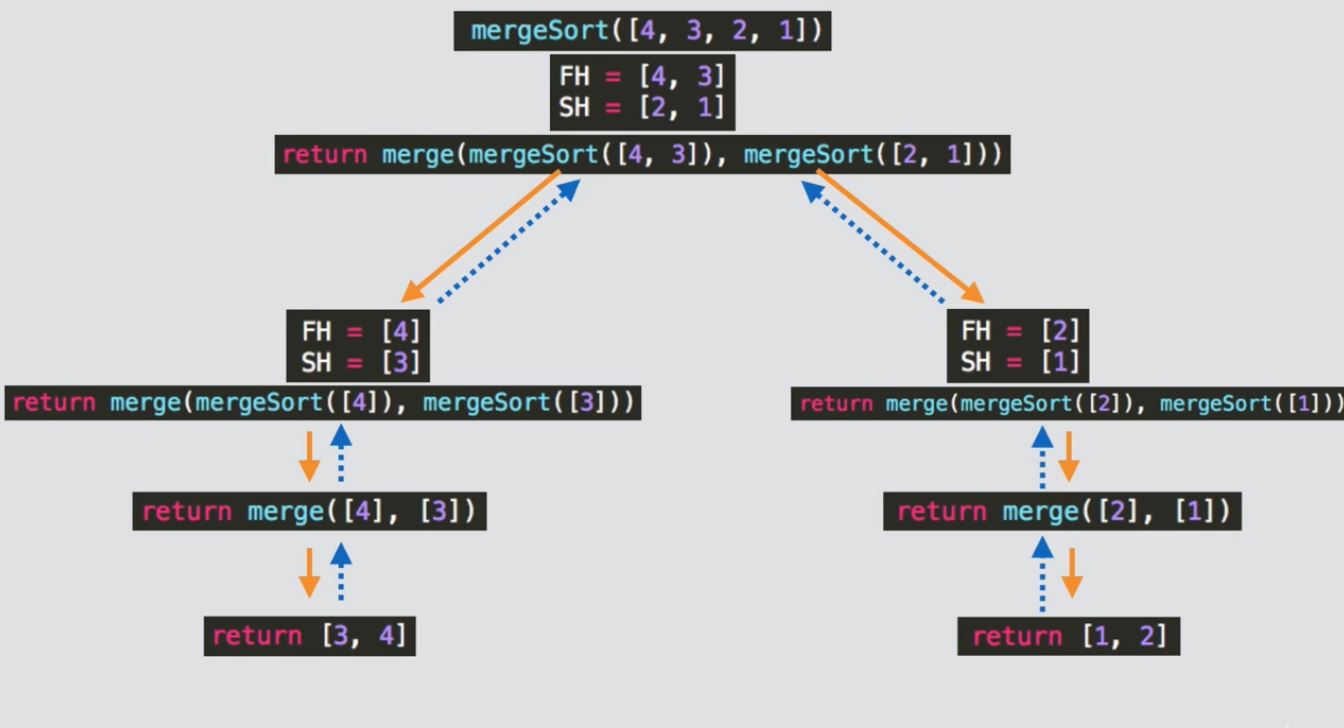 mergeSort([4, 3, 2, 1])
FH = [4, 3]
SH = [2, 1]
return merge(mergeSort([4, 3]), mergeSort([2, 1]))
FH = [4]
SH = [3]
return merge(mergeSort([4]), mergeSort([3]))
return merge([4], [3])
return [3, 4]
FH = [2]
SH = [1]
return merge(mergeSort([2]), mergeSort([1]))
return merge([2], [1])
return [1, 2]